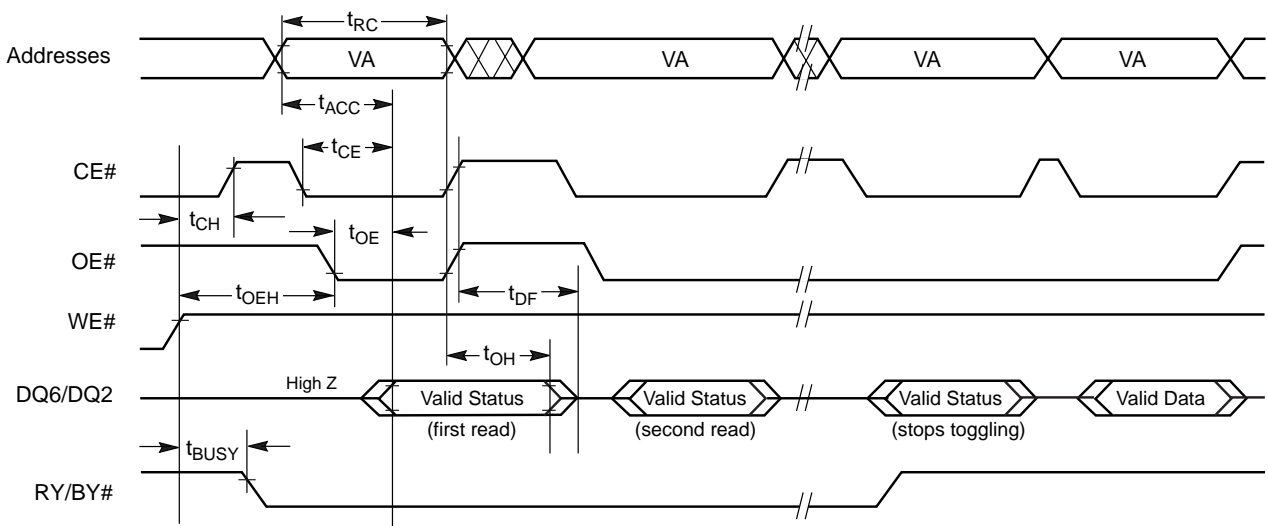 tRC
Addresses VA VA VA VA
tACC
tCE
CE#
tCH
tOE
OE#
tOEH tDF
WE#
tOH
High Z
DQ6/DQ2 Valid Status Valid Status Valid Status Valid Data
(first read) (second read) (stops toggling)
tBUSY
RY/BY#